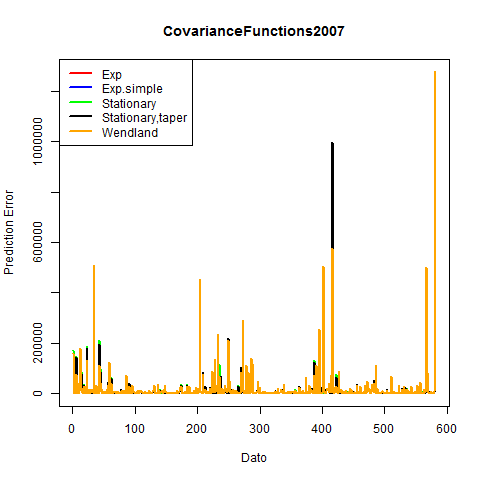 CovarianceFunctions2007
Exp
Exp.simple
Stationary
Stationary,taper
Wendland
Prediction Error
0
200000
600000
1000000
0
100
200
300
400
500
600
Dato